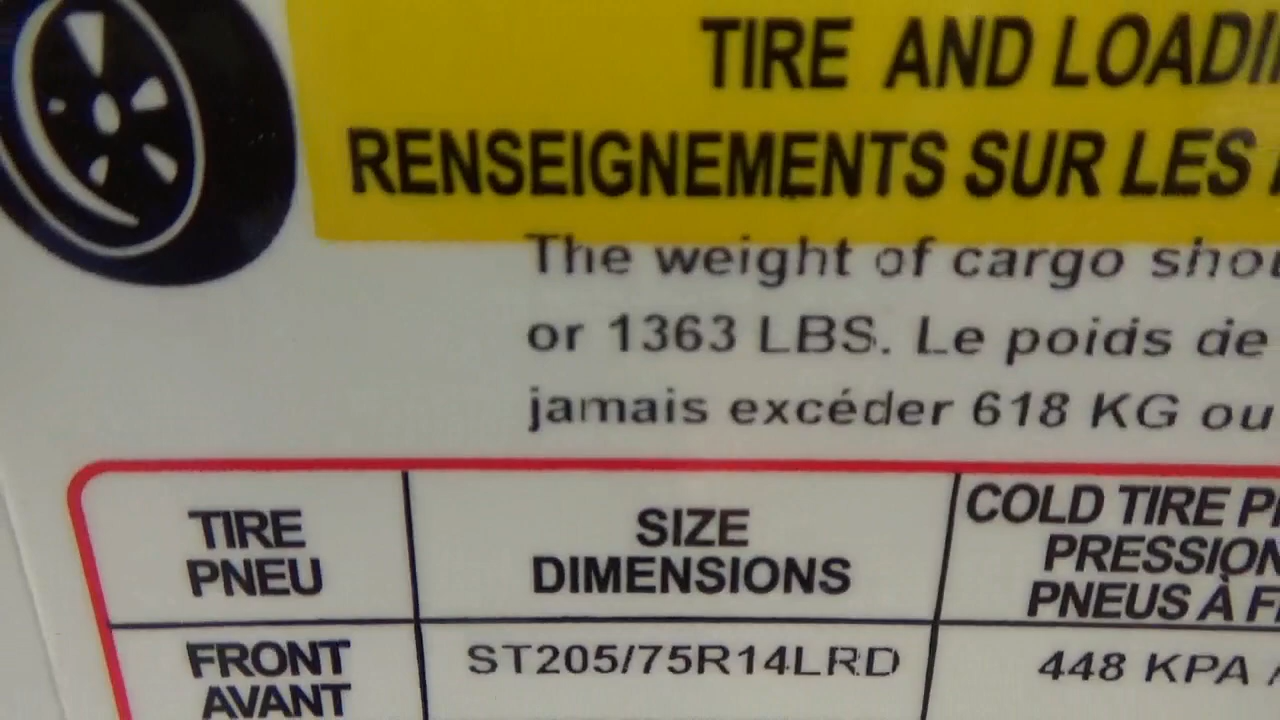 TIRE AND LOADI
RENSEIGNEMENTS SUR LES
The weight of cargo shou
or 1363 LBS. Le poids de
jamais excéder 618 KG ou
TIRE
PNEU
SIZE
DIMENSIONS
COLD TIRE P
PRESSION
PNEUS À F
FRONT
AVANT
ST205/75R14LRD
448 KPA /